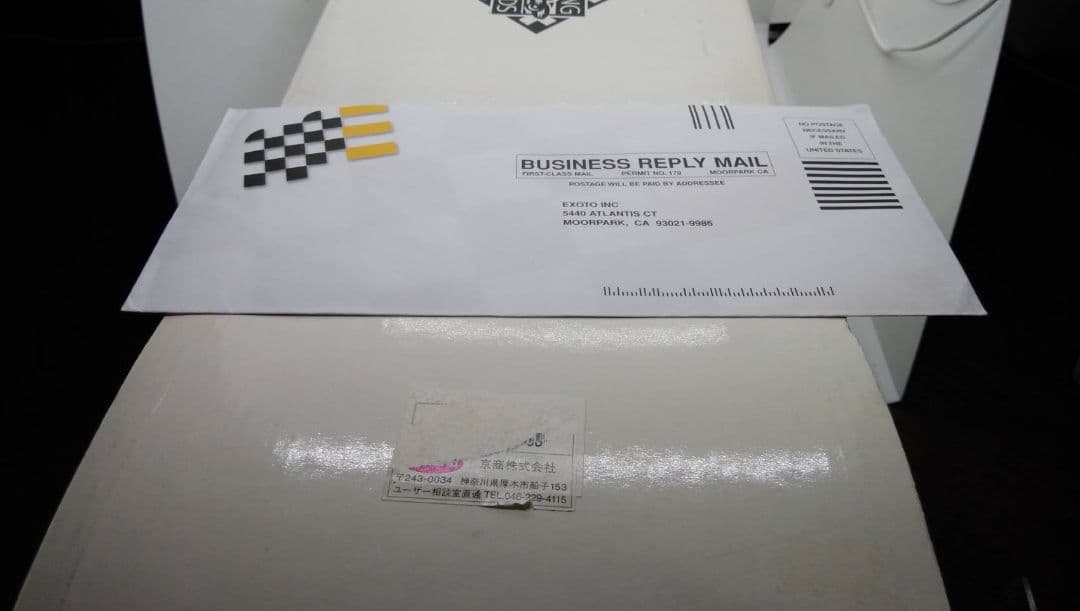 NG
DS
NO POSTAGE
NECESSARY
IF MAILED
IN THE
UNITED STATES
BUSINESS REPLY MAIL
FIRST-CLASS MAIL PERMIT NO. 178 MOORPARK CA
POSTAGE WILL BE PAID BY ADDRESSEE
EXOTO INC
5440 ATLANTIS CT
MOORPARK, CA 93021-9986
京商株式会社
〒243-0034 神奈川県厚木市船子153
ユーザー相談室直通 TEL.046-229-4115